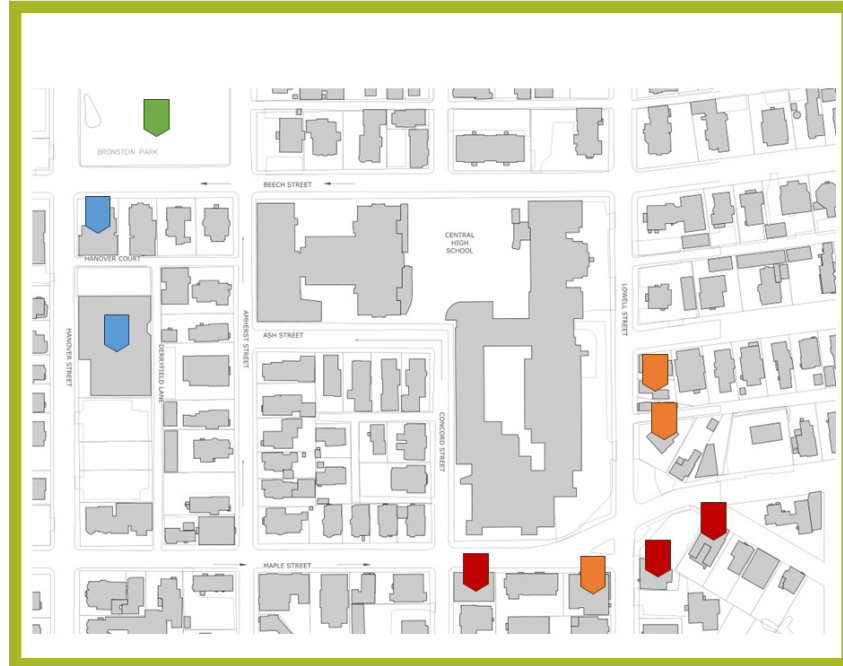 BRONSTEIN PARK
BEECH STREET
CENTRAL
HIGH
SCHOOL
HANOVER COURT
LOWELL STREET
AMHERST STREET
HANOVER STREET
ASH STREET
DERRYFIELD LANE
CONCORD STREET
MAPLE STREET